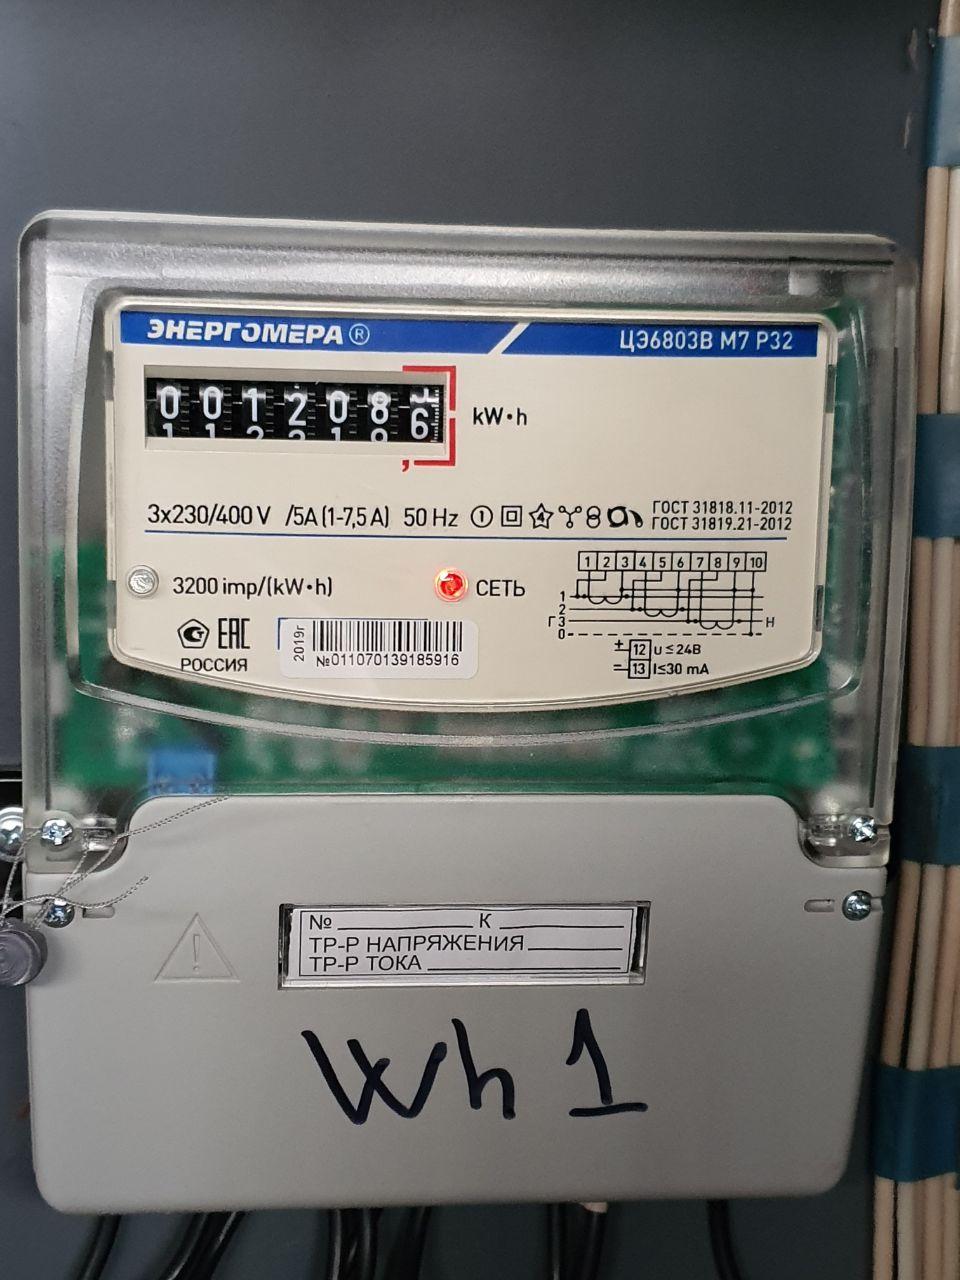 ЭНЕРГОМЕРА®
ЦЭ6803В М7 Р32
0012086
kW•h
3x230/400 V /5A (1-7,5 A) 50 Hz
ГОСТ 31818.11-2012
ГОСТ 31819.21-2012
3200 imp/(kW•h)
СЕТЬ
1 2 3 4 5 6 7 8 9 10
1
2
Г 3 Н
0
+ 12 U ≤ 24В
= 13 I≤30 mA
ЕАС
РОССИЯ
2019г
№011070139185916
№ К
ТР-Р НАПРЯЖЕНИЯ
ТР-Р ТОКА
Wh 1